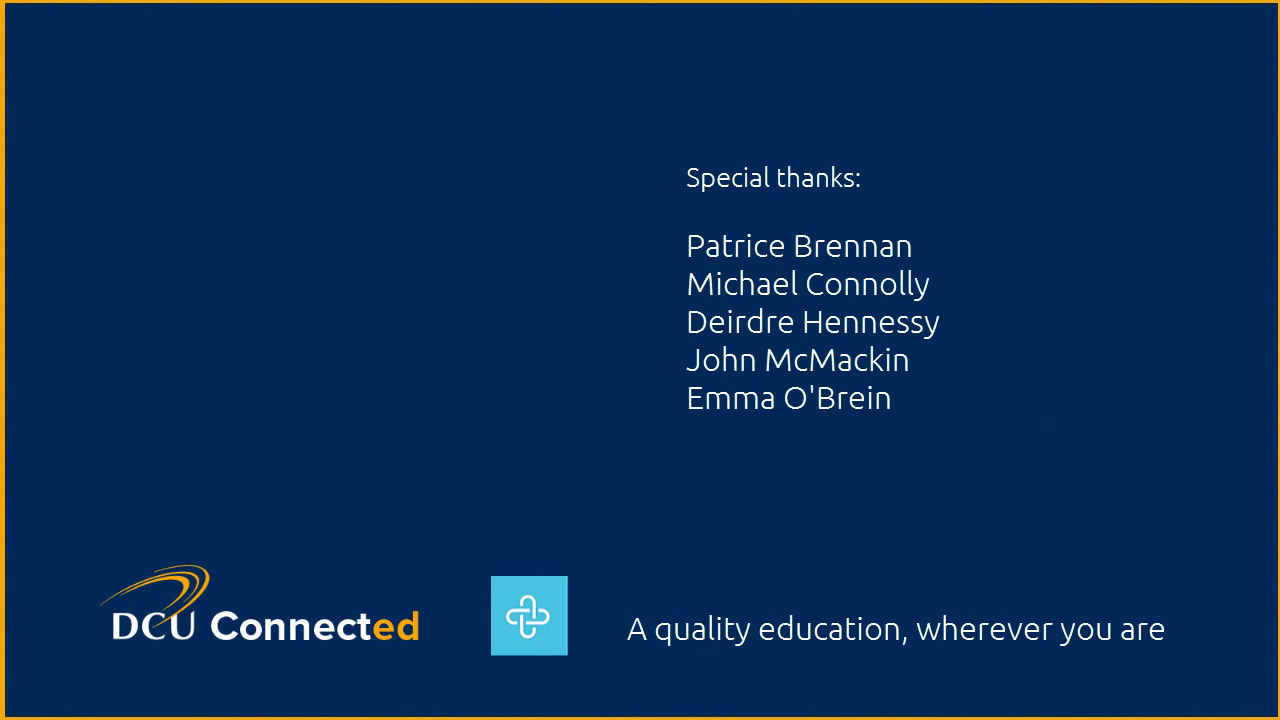 Special thanks:
Patrice Brennan
Michael Connolly
Deirdre Hennessy
John McMackin
Emma O'Brein
DCU Connected
A quality education, wherever you are